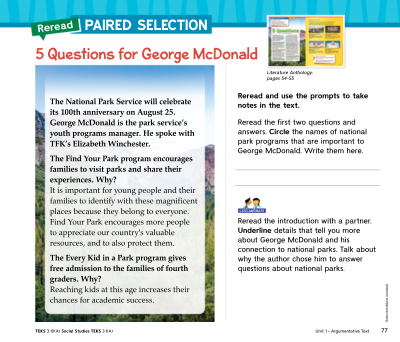 Reread PAIRED SELECTION
5 Questions for George McDonald
Literature Anthology:
pages 54-55
The National Park Service will celebrate
its 100th anniversary on August 25.
George McDonald is the park service's
youth programs manager. He spoke with
TFK's Elizabeth Winchester.
The Find Your Park program encourages
families to visit parks and share their
experiences. Why?
It is important for young people and their
families to identify with these magnificent
places because they belong to everyone.
Find Your Park encourages more people
to appreciate our country's valuable
resources, and to also protect them.
The Every Kid in a Park program gives
free admission to the families of fourth
graders. Why?
Reaching kids at this age increases their
chances for academic success.
Reread and use the prompts to take
notes in the text.
Read the first two questions and
answers. Circle the names of national
park programs that are important to
George McDonald. Write them here.
COLLABORATE
Reread the introduction with a partner.
Underline details that tell you more
about George McDonald and his
connection to national parks. Talk about
why the author chose him to answer
questions about national parks.
Unit 1 • Argumentative Text 77